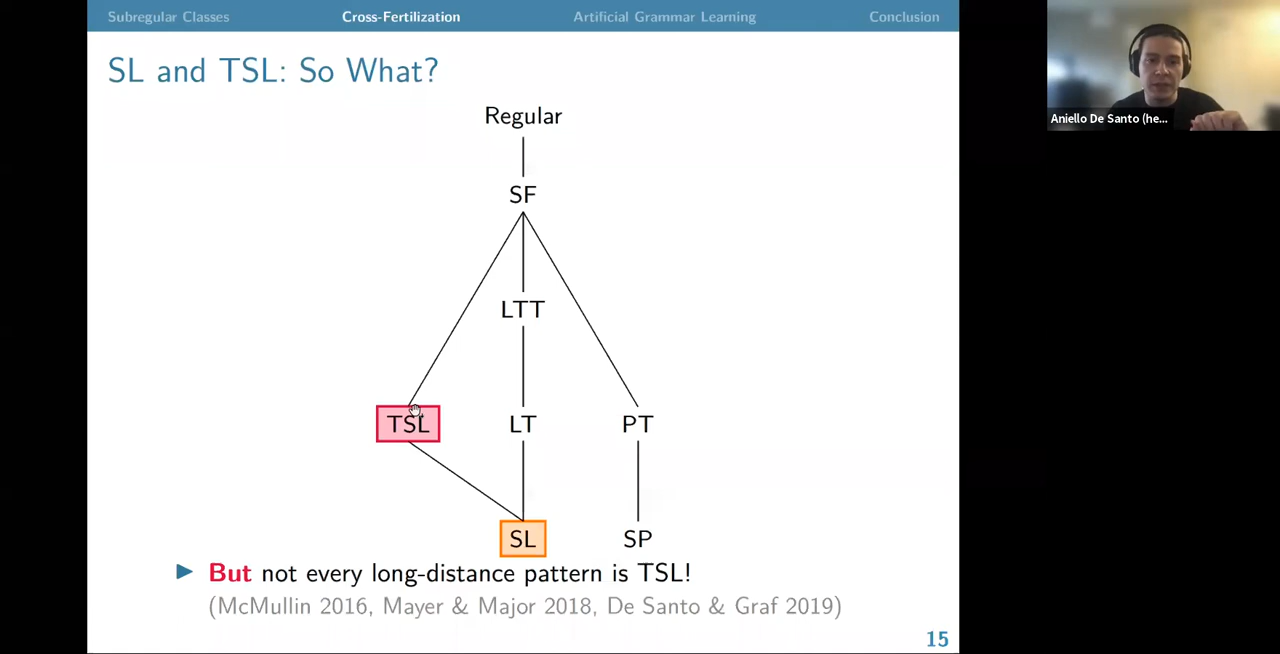 Subregular Classes Cross-Fertilization Artificial Grammar Learning Conclusion
SL and TSL: So What?
Regular
SF
LTT
TSL LT PT
SL SP
But not every long-distance pattern is TSL!
(McMullin 2016, Mayer & Major 2018, De Santo & Graf 2019)
15
Aniello De Santo (he...